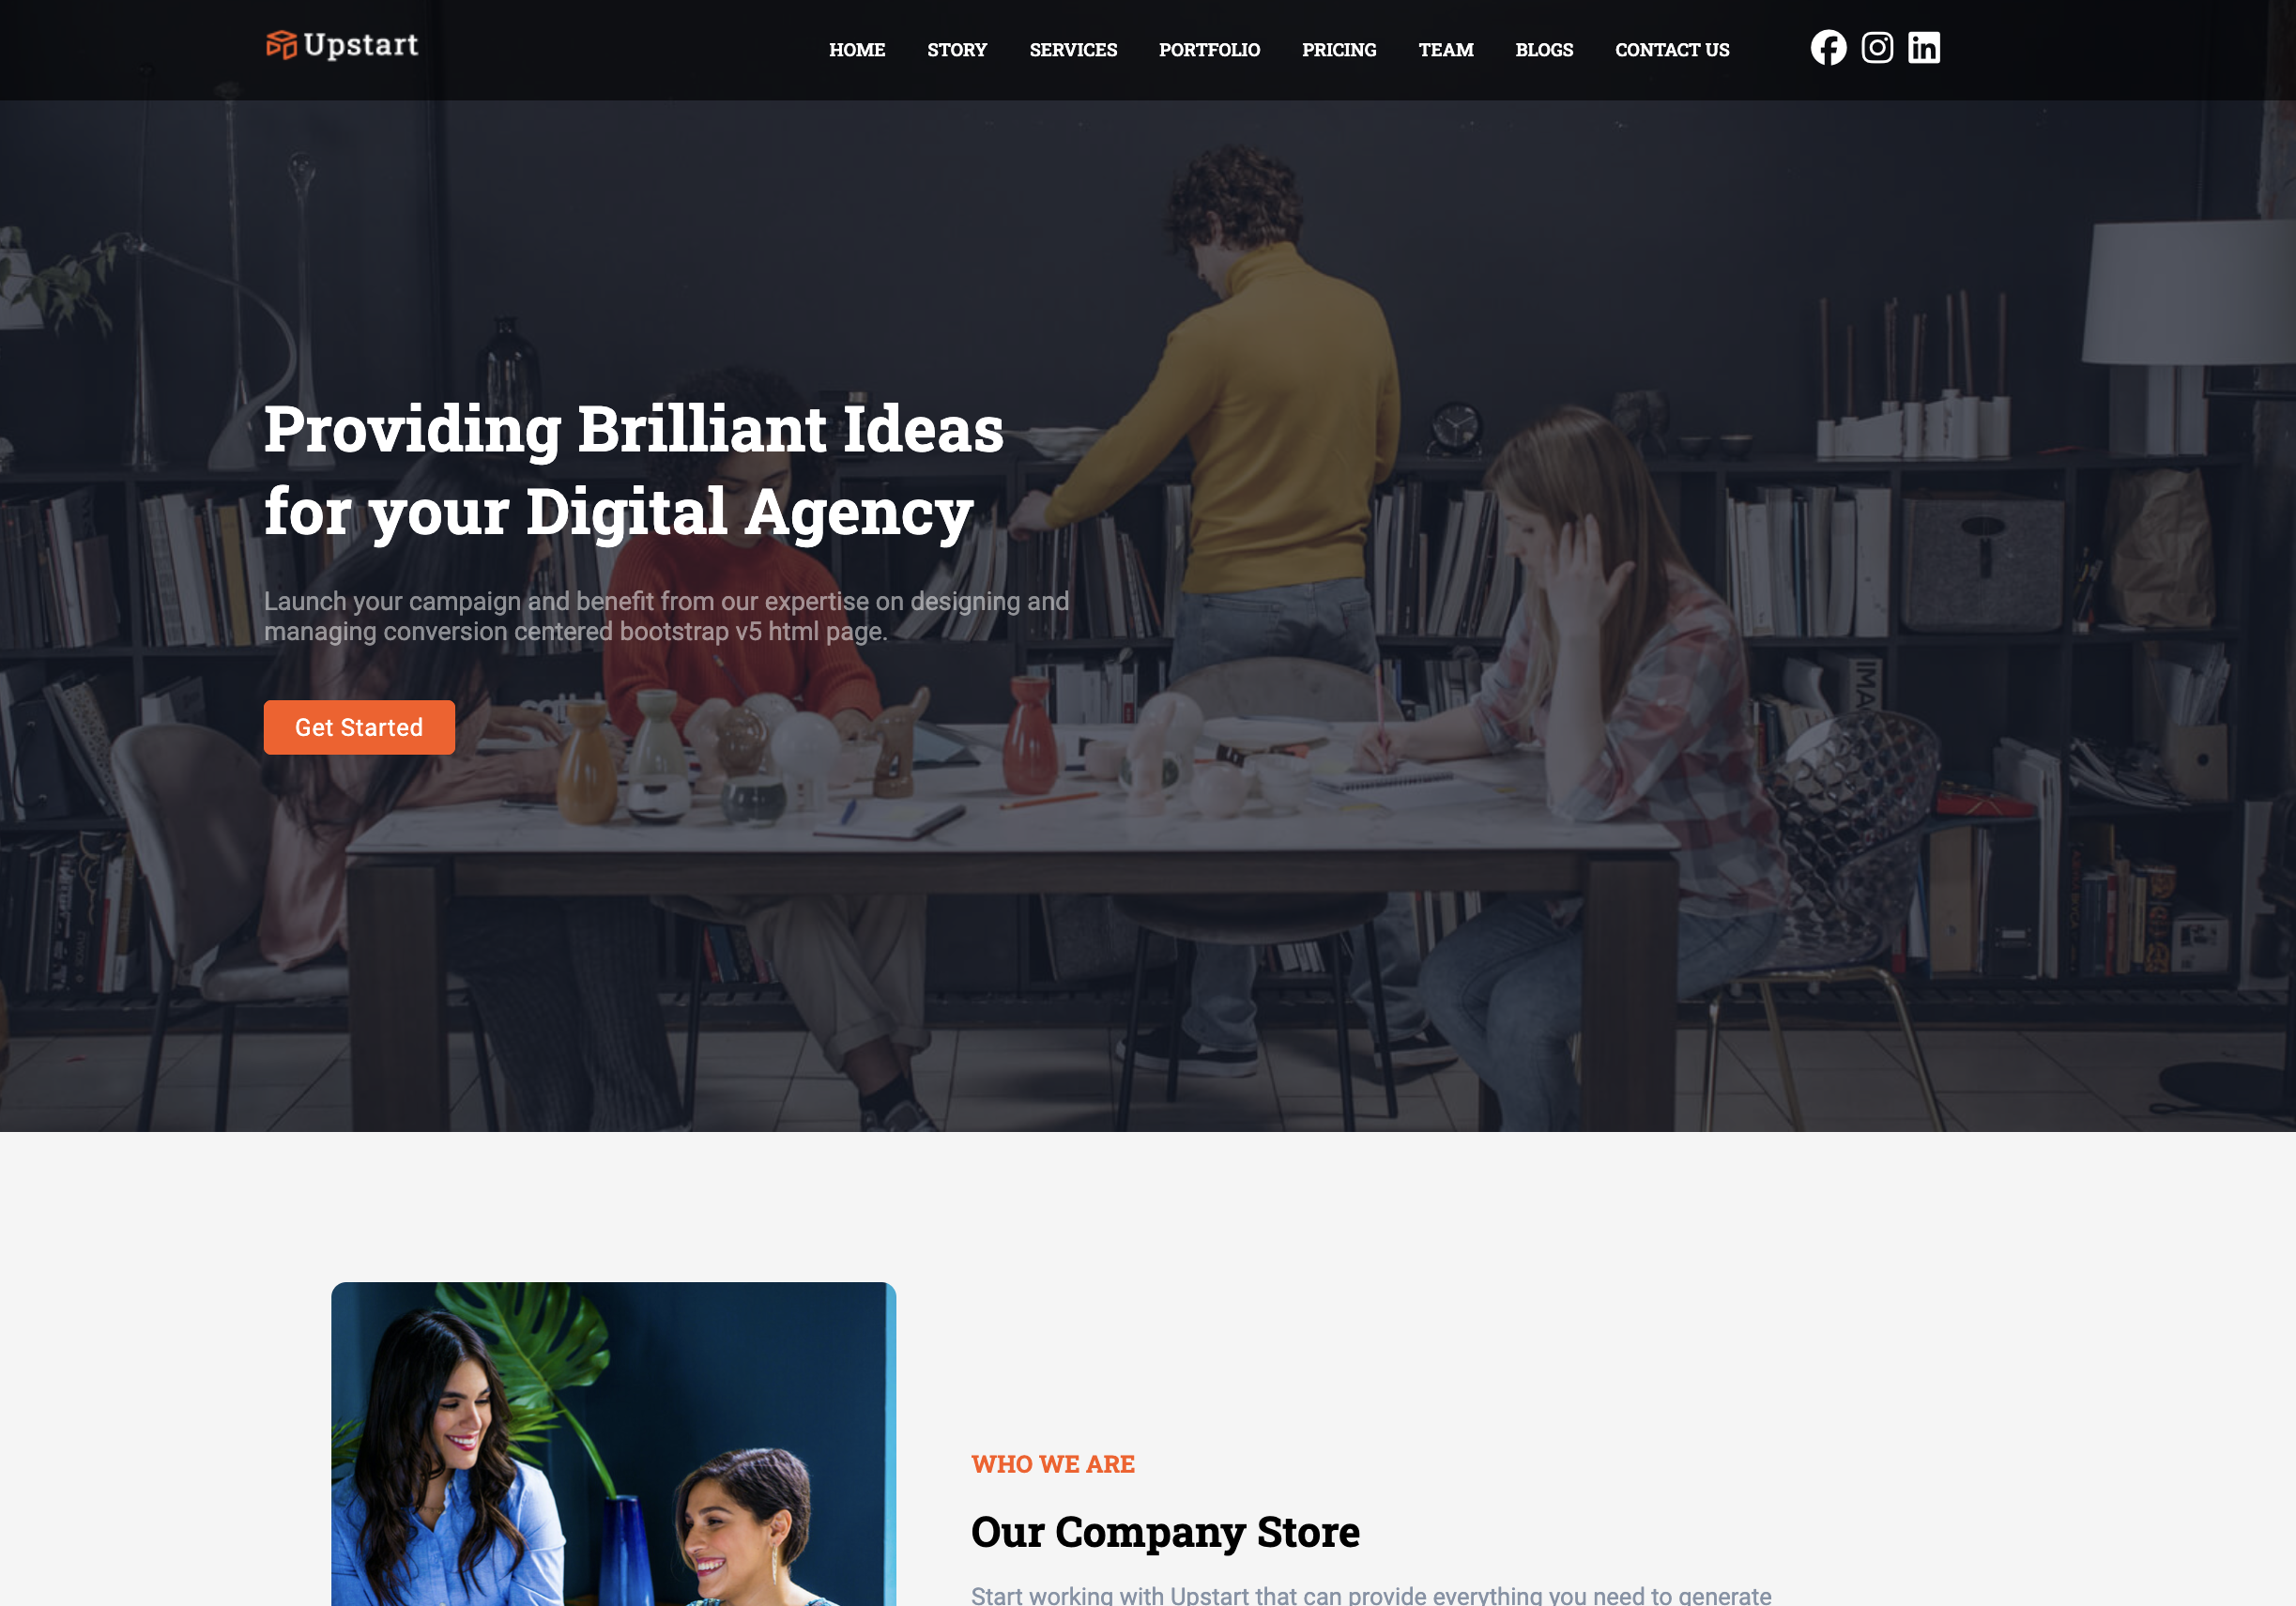 Upstart
HOME STORY SERVICES PORTFOLIO PRICING TEAM BLOGS CONTACT US
Providing Brilliant Ideas
for your Digital Agency
Launch your campaign and benefit from our expertise on designing and
managing conversion centered bootstrap v5 html page.
Get Started
WHO WE ARE
Our Company Store
Start working with Upstart that can provide everything you need to generate